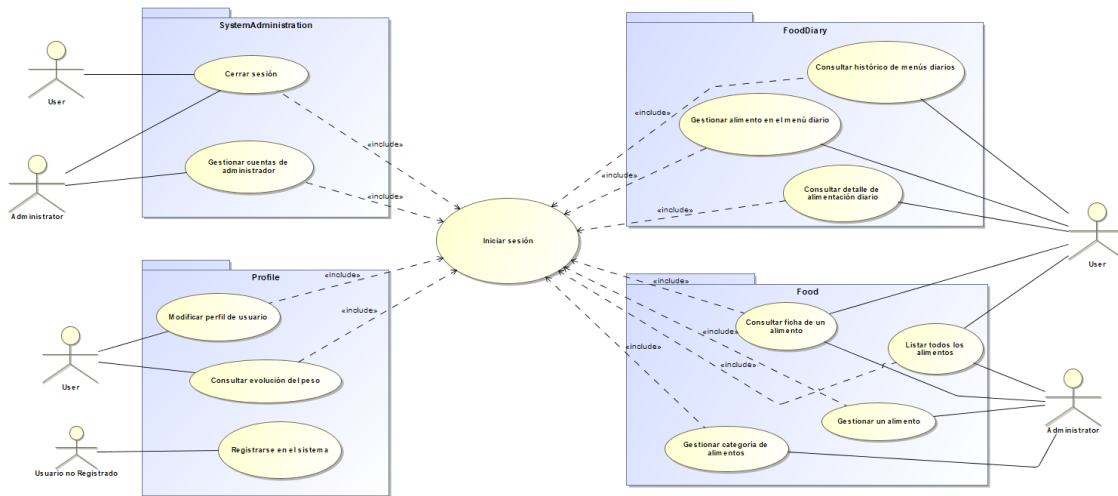 SystemAdministration
Cerrar sesión
Gestionar cuentas de
administrador
User
Administrator
«include»
«include»
FoodDiary
Consultar histórico de menús diarios
Gestionar alimento en el menú diario
Consultar detalle de
alimentación diario
«include»
«include»
«include»
User
Iniciar sesión
Profile
Modificar perfil de usuario
Consultar evolución del peso
Registrarse en el sistema
User
Usuario no Registrado
«include»
«include»
Food
Consultar ficha de un
alimento
Listar todos los
alimentos
Gestionar un alimento
Gestionar categoria de
alimentos
«include»
«include»
«include»
«include»
Administrator